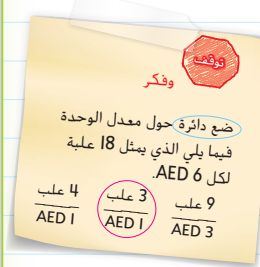 توقف
وفكر
ضع دائرة حول معدل الوحدة
فيما يلي الذي يمثل 18 علبة
لكل AED 6.
9 علب 3 علب 4 علب
AED 3 AED 1 AED 1